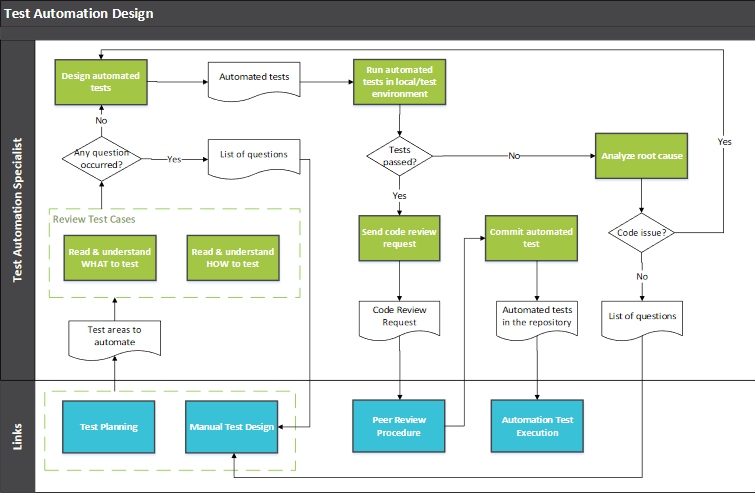 Test Automation Design
Test Automation Specialist
Design automated
tests
Automated tests
Run automated
tests in local/test
environment
No
Any question
occurred?
Yes
List of questions
Tests
passed?
No
Analyze root cause
Yes
Yes
Review Test Cases
Read & understand
WHAT to test
Read & understand
HOW to test
Send code review
request
Commit automated
test
Code issue?
No
Test areas to
automate
Code Review
Request
Automated tests
in the repository
List of questions
Links
Test Planning
Manual Test Design
Peer Review
Procedure
Automation Test
Execution